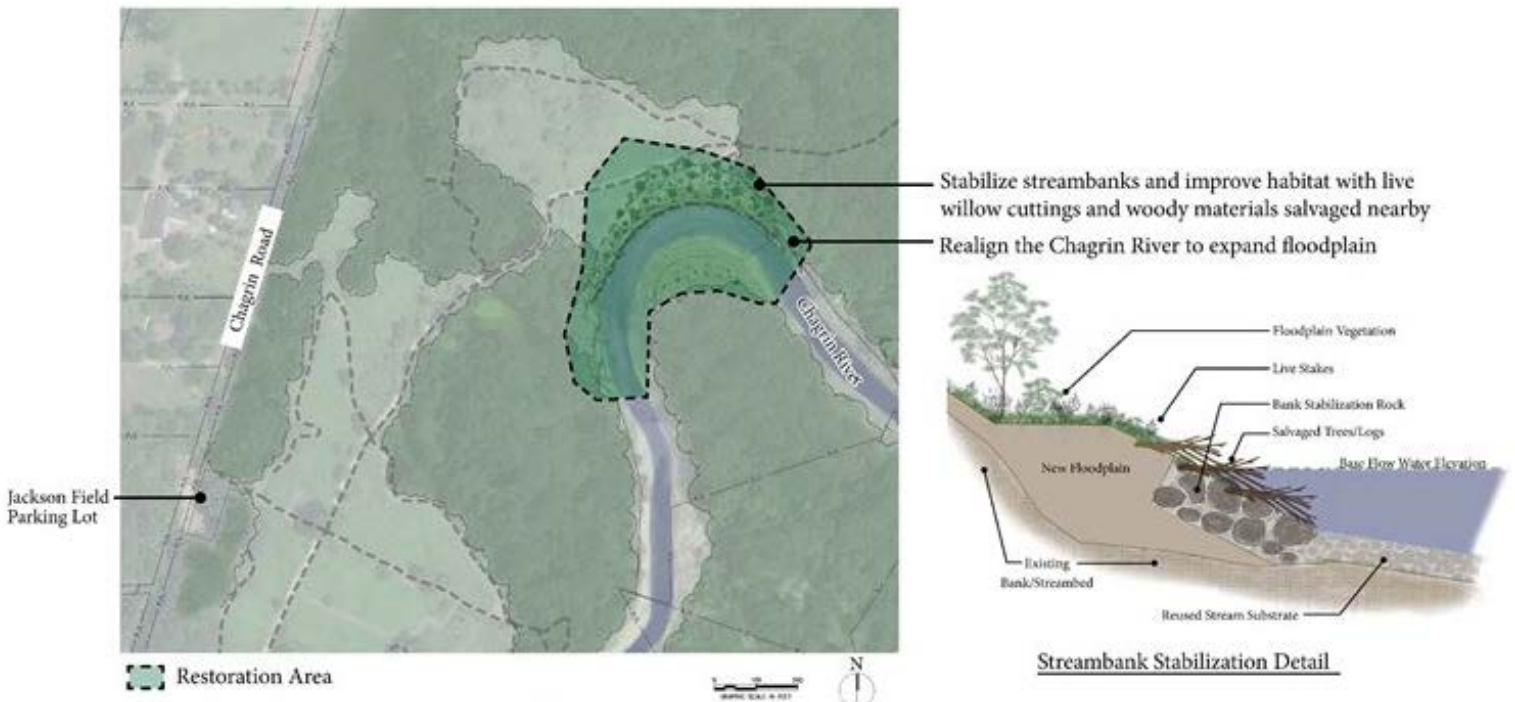 Stabilize streambanks and improve habitat with live
willow cuttings and woody materials salvaged nearby
Realign the Chagrin River to expand floodplain
Chagrin Road
Chagrin River
Jackson Field
Parking Lot
Floodplain Vegetation
Live Stakes
Bank Stabilization Rock
Salvaged Trees/Logs
Base Flow Water Elevation
New Floodplain
Existing
Bank/Streambed
Reused Stream Substrate
Streambank Stabilization Detail
Restoration Area
N